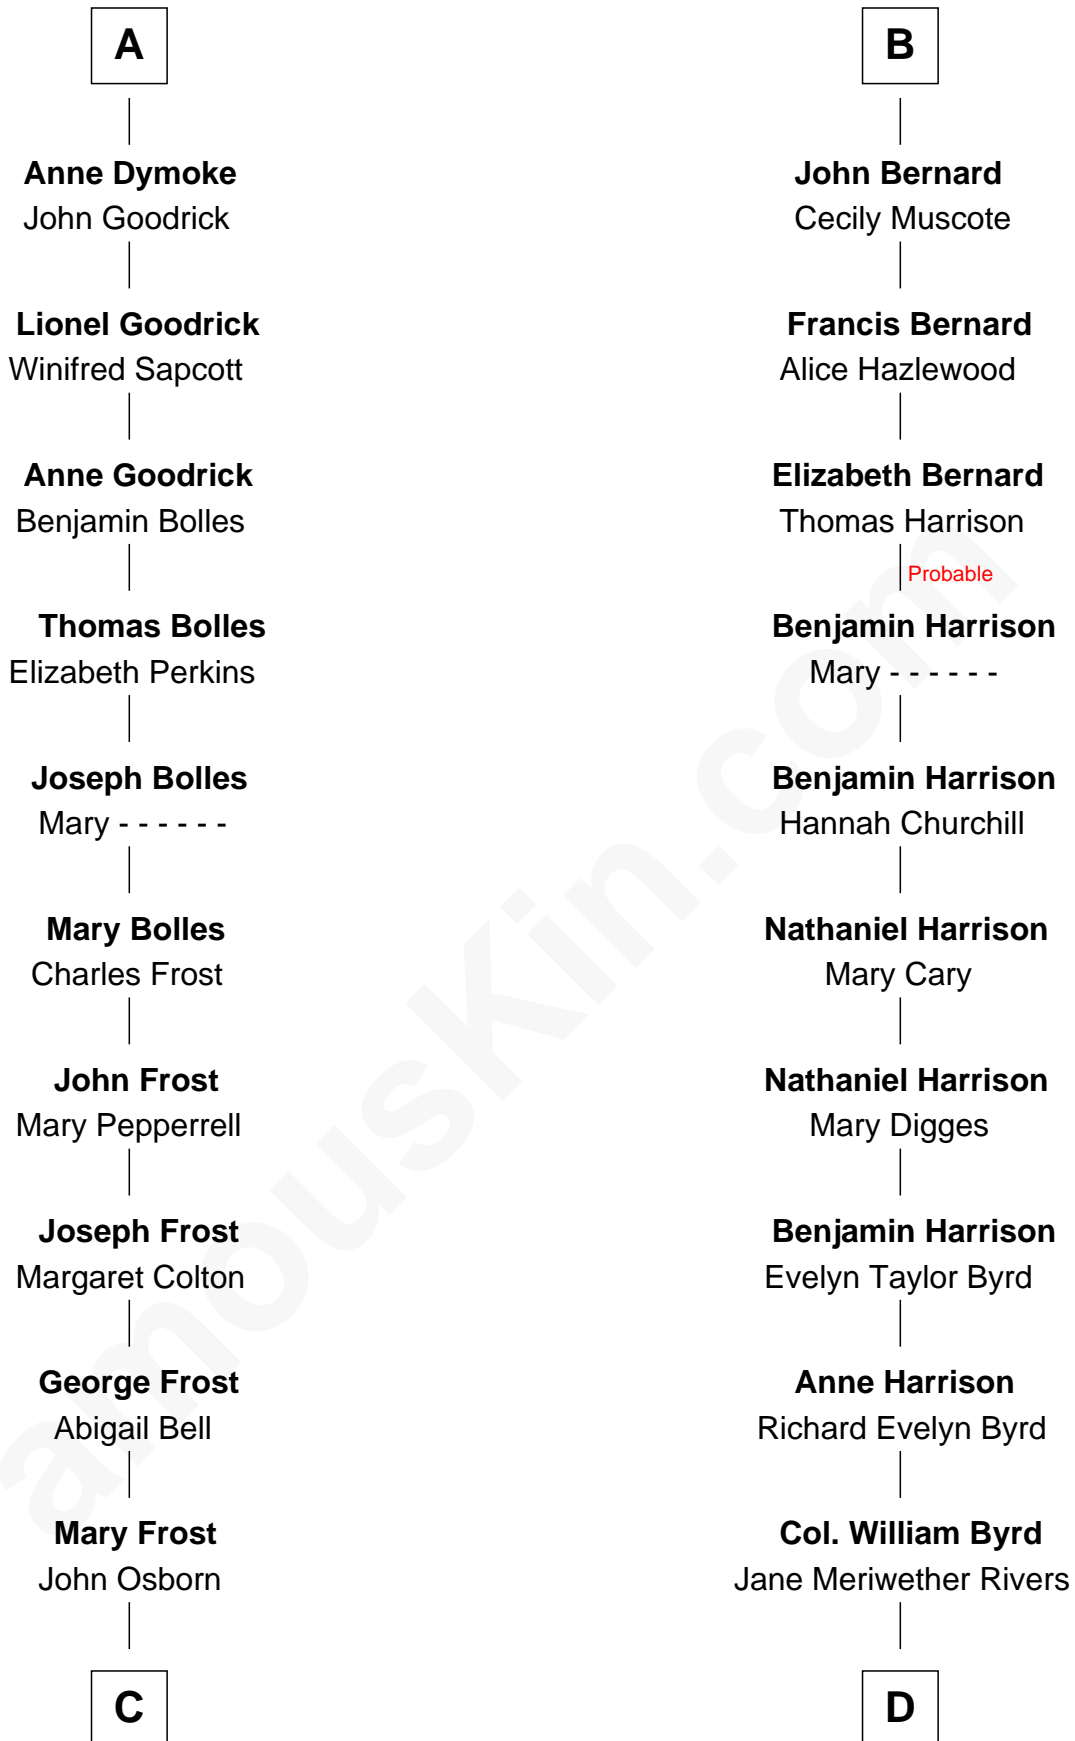 A
Anne Dymoke
John Goodrick
Lionel Goodrick
Winifred Sapcott
Anne Goodrick
Benjamin Bolles
Thomas Bolles
Elizabeth Perkins
Joseph Bolles
Mary - - - - - -
Mary Bolles
Charles Frost
John Frost
Mary Pepperrell
Joseph Frost
Margaret Colton
George Frost
Abigail Bell
Mary Frost
John Osborn
C
B
John Bernard
Cecily Muscote
Francis Bernard
Alice Hazlewood
Elizabeth Bernard
Thomas Harrison
Probable
Benjamin Harrison
Mary - - - - - -
Benjamin Harrison
Hannah Churchill
Nathaniel Harrison
Mary Cary
Nathaniel Harrison
Mary Digges
Benjamin Harrison
Evelyn Taylor Byrd
Anne Harrison
Richard Evelyn Byrd
Col. William Byrd
Jane Meriwether Rivers
D
amousKin.com